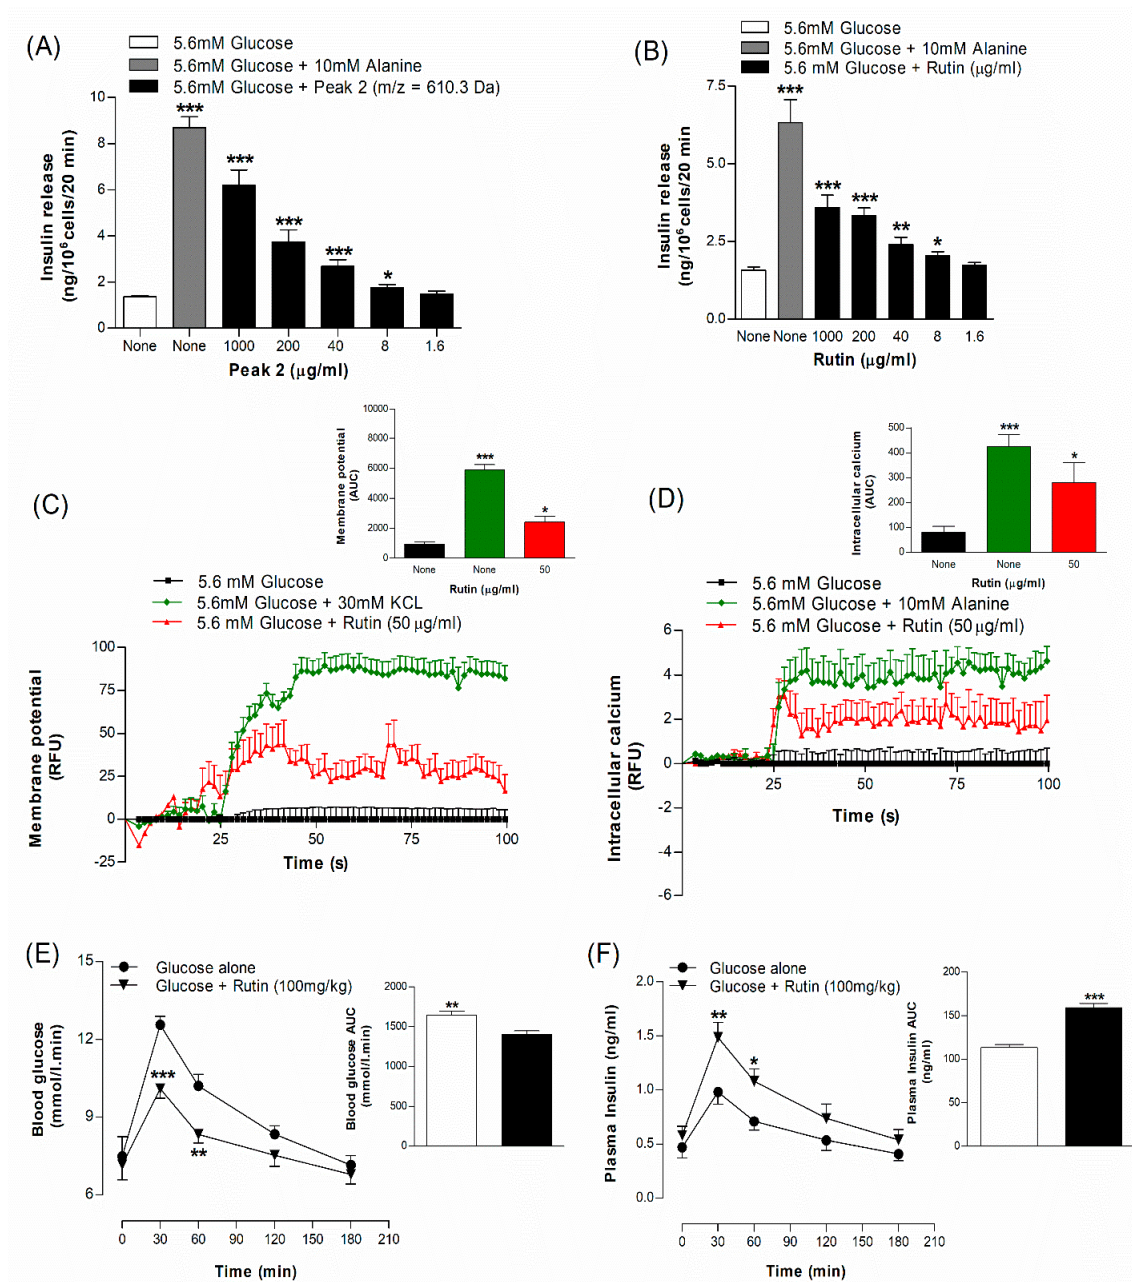 (A)
5.6mM Glucose
5.6mM Glucose + 10mM Alanine
5.6mM Glucose + Peak 2 (m/z = 610.3 Da)
Insulin release
(ng/10⁶cells/20 min)
10
8
6
4
2
0
***
***
***
***
*
None None 1000 200 40 8 1.6
Peak 2 (μg/ml)
(B)
5.6mM Glucose
5.6mM Glucose + 10mM Alanine
5.6 mM Glucose + Rutin (μg/ml)
Insulin release
(ng/10⁶cells/20 min
7.5
5.0
2.5
0.0
***
***
***
**
*
None None 1000 200 40 8 1.6
Rutin (μg/ml)
(C)
Membrane potential
(AUC)
10000
8000
6000
4000
2000
0
***
*
None None 50
Rutin (μg/ml)
5.6 mM Glucose
5.6mM Glucose + 30mM KCL
5.6 mM Glucose + Rutin (50 μg/ml)
Membrane potential
(RFU)
100
75
50
25
0
-25
25 50 75 100
Time (s)
(D)
Intracellular calcium
(AUC)
500
400
300
200
100
0
***
*
None None 50
Rutin (μg/ml)
5.6 mM Glucose
5.6mM Glucose + 10mM Alanine
5.6 mM Glucose + Rutin (50μg/ml)
Intracellular calcium
(RFU)
6
4
2
0
-2
-4
-6
25 50 75 100
Time (s)
(E)
Glucose alone
Glucose + Rutin (100mg/kg)
Blood glucose
(mmol/l.min)
15
12
9
6
***
**
0 30 60 90 120 150 180 210
Time (min)
Blood glucose AUC
(mmol/l.min)
2000
1500
1000
500
0
**
(F)
Glucose alone
Glucose + Rutin (100mg/kg)
Plasma Insulin (ng/ml)
2.0
1.5
1.0
0.5
0.0
**
*
0 30 60 90 120 150 180 210
Time (min)
Plasma Insulin AUC
(ng/ml)
200
150
100
50
0
***